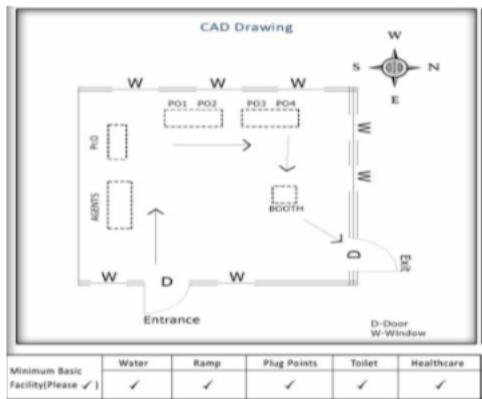 CAD Drawing
W
S N
E
W W W
PO1 PO2 PO3 PO4
W
W
AGENTS
BOOTH
D
Exit
W D W
Entrance
D-Door
W-Window
Minimum Basic Facility(Please ✓) Water Ramp Plug Points Toilet Healthcare
✓ ✓ ✓ ✓ ✓